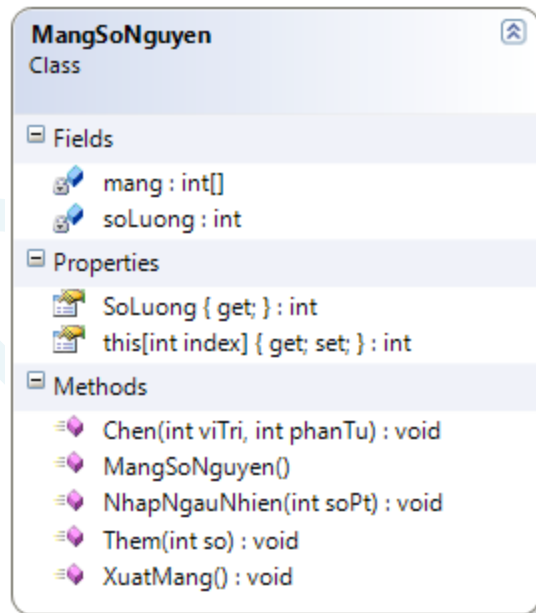 MangSoNguyen
Class
Fields
mang : int[]
soLuong : int
Properties
SoLuong { get; } : int
this[int index] { get; set; } : int
Methods
Chen(int viTri, int phanTu) : void
MangSoNguyen()
NhapNgauNhien(int soPt) : void
Them(int so) : void
XuatMang() : void